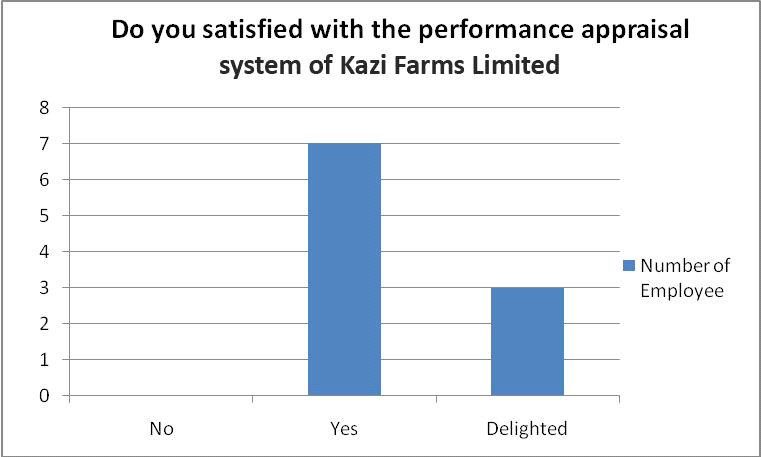 Do you satisfied with the performance appraisal
system of Kazi Farms Limited
8
7
6
5
4
3
2
1
0
No Yes Delighted
Number of
Employee